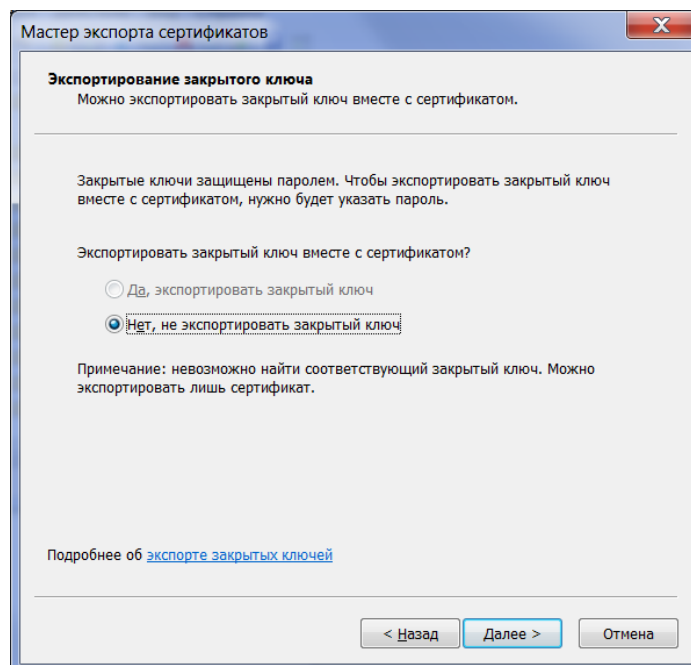 Мастер экспорта сертификатов
Экспортирование закрытого ключа
Можно экспортировать закрытый ключ вместе с сертификатом.
Закрытые ключи защищены паролем. Чтобы экспортировать закрытый ключ
вместе с сертификатом, нужно будет указать пароль.
Экспортировать закрытый ключ вместе с сертификатом?
Да, экспортировать закрытый ключ
Нет, не экспортировать закрытый ключ
Примечание: невозможно найти соответствующий закрытый ключ. Можно
экспортировать лишь сертификат.
Подробнее об экспорте закрытых ключей
< Назад Далее > Отмена